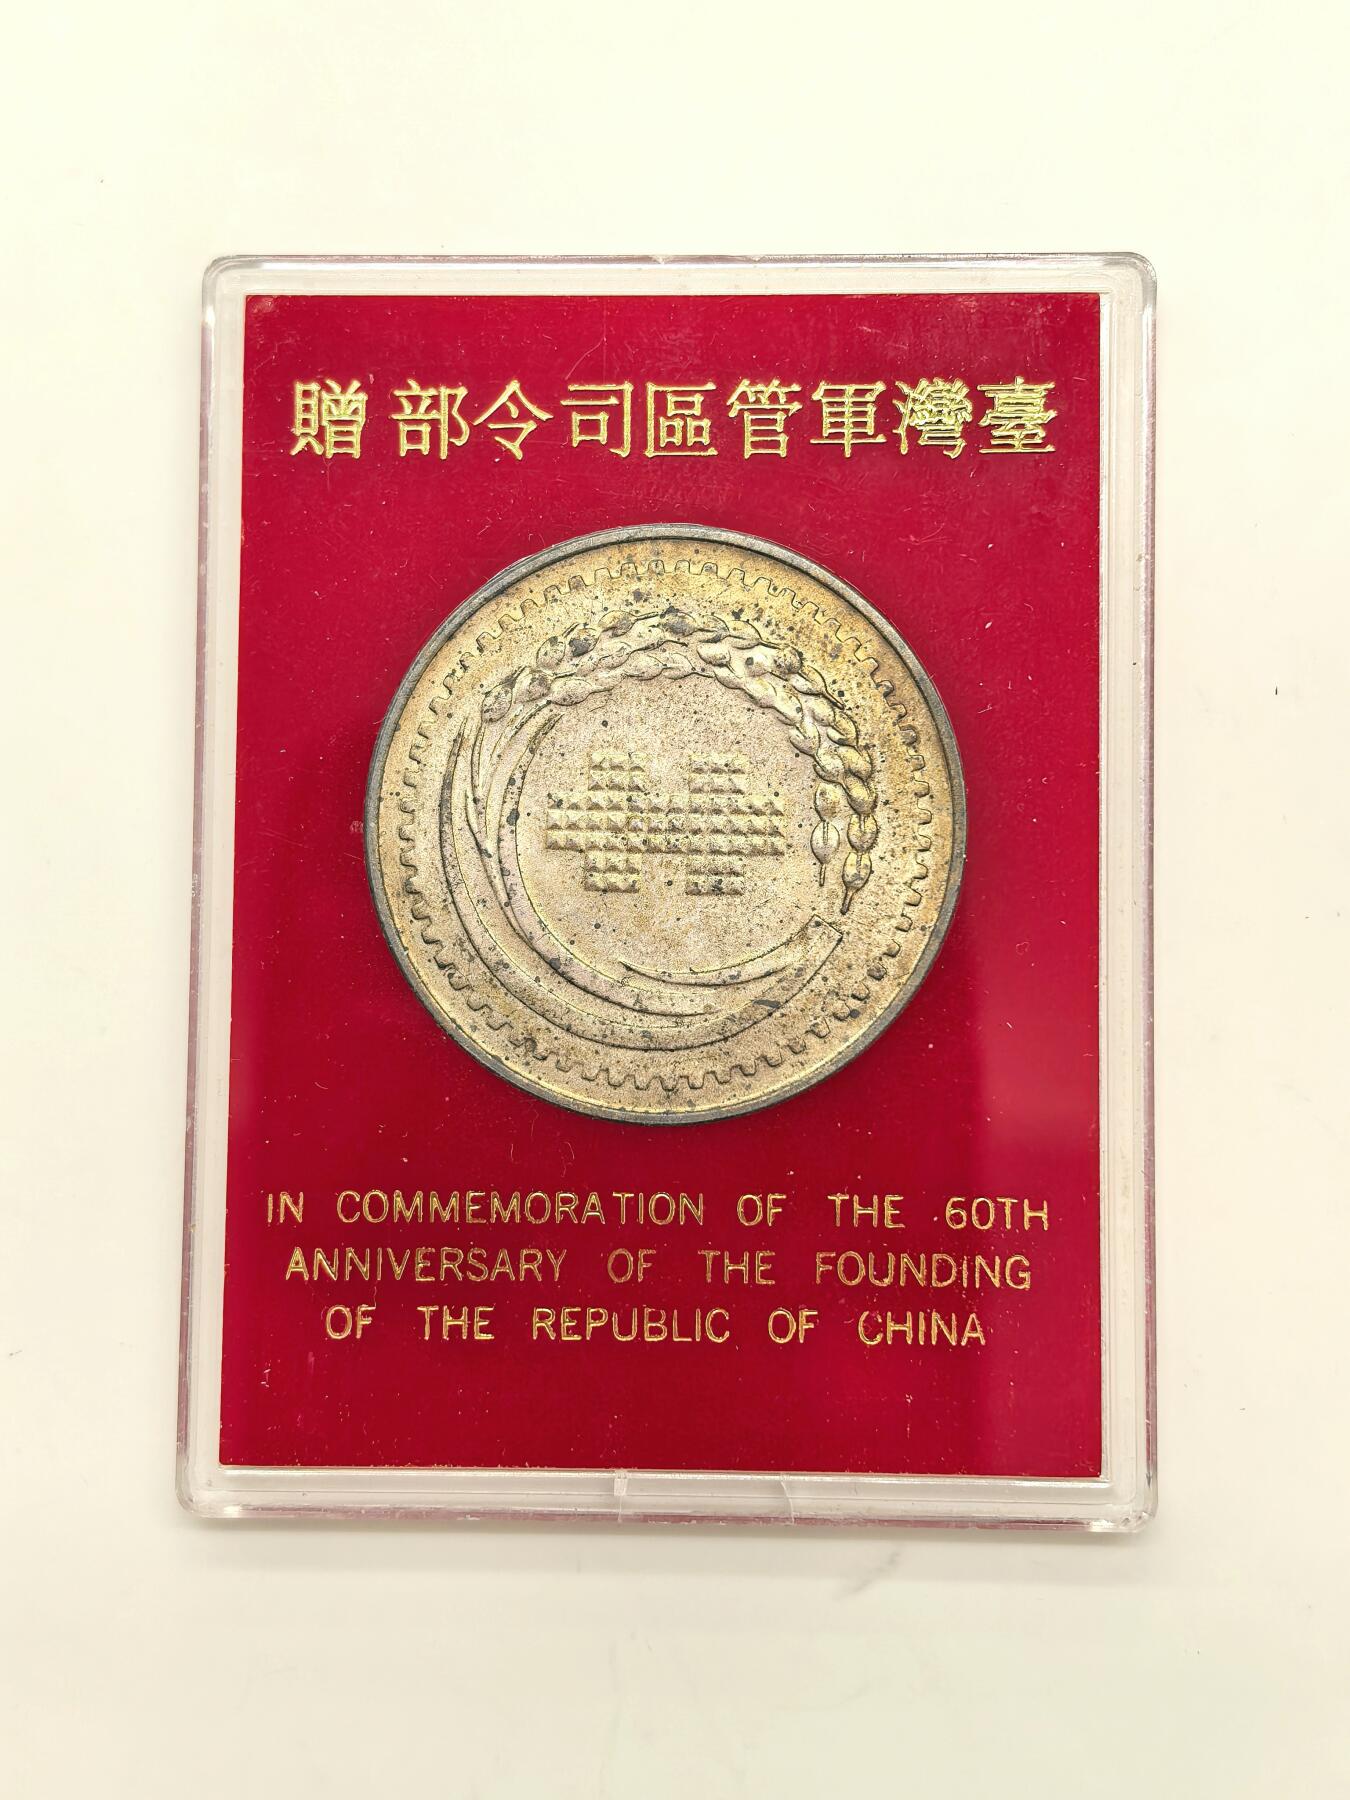 臺灣軍管區司令部 贈
IN COMMEMORATION OF THE 60TH
ANNIVERSARY OF THE FOUNDING
OF THE REPUBLIC OF CHINA